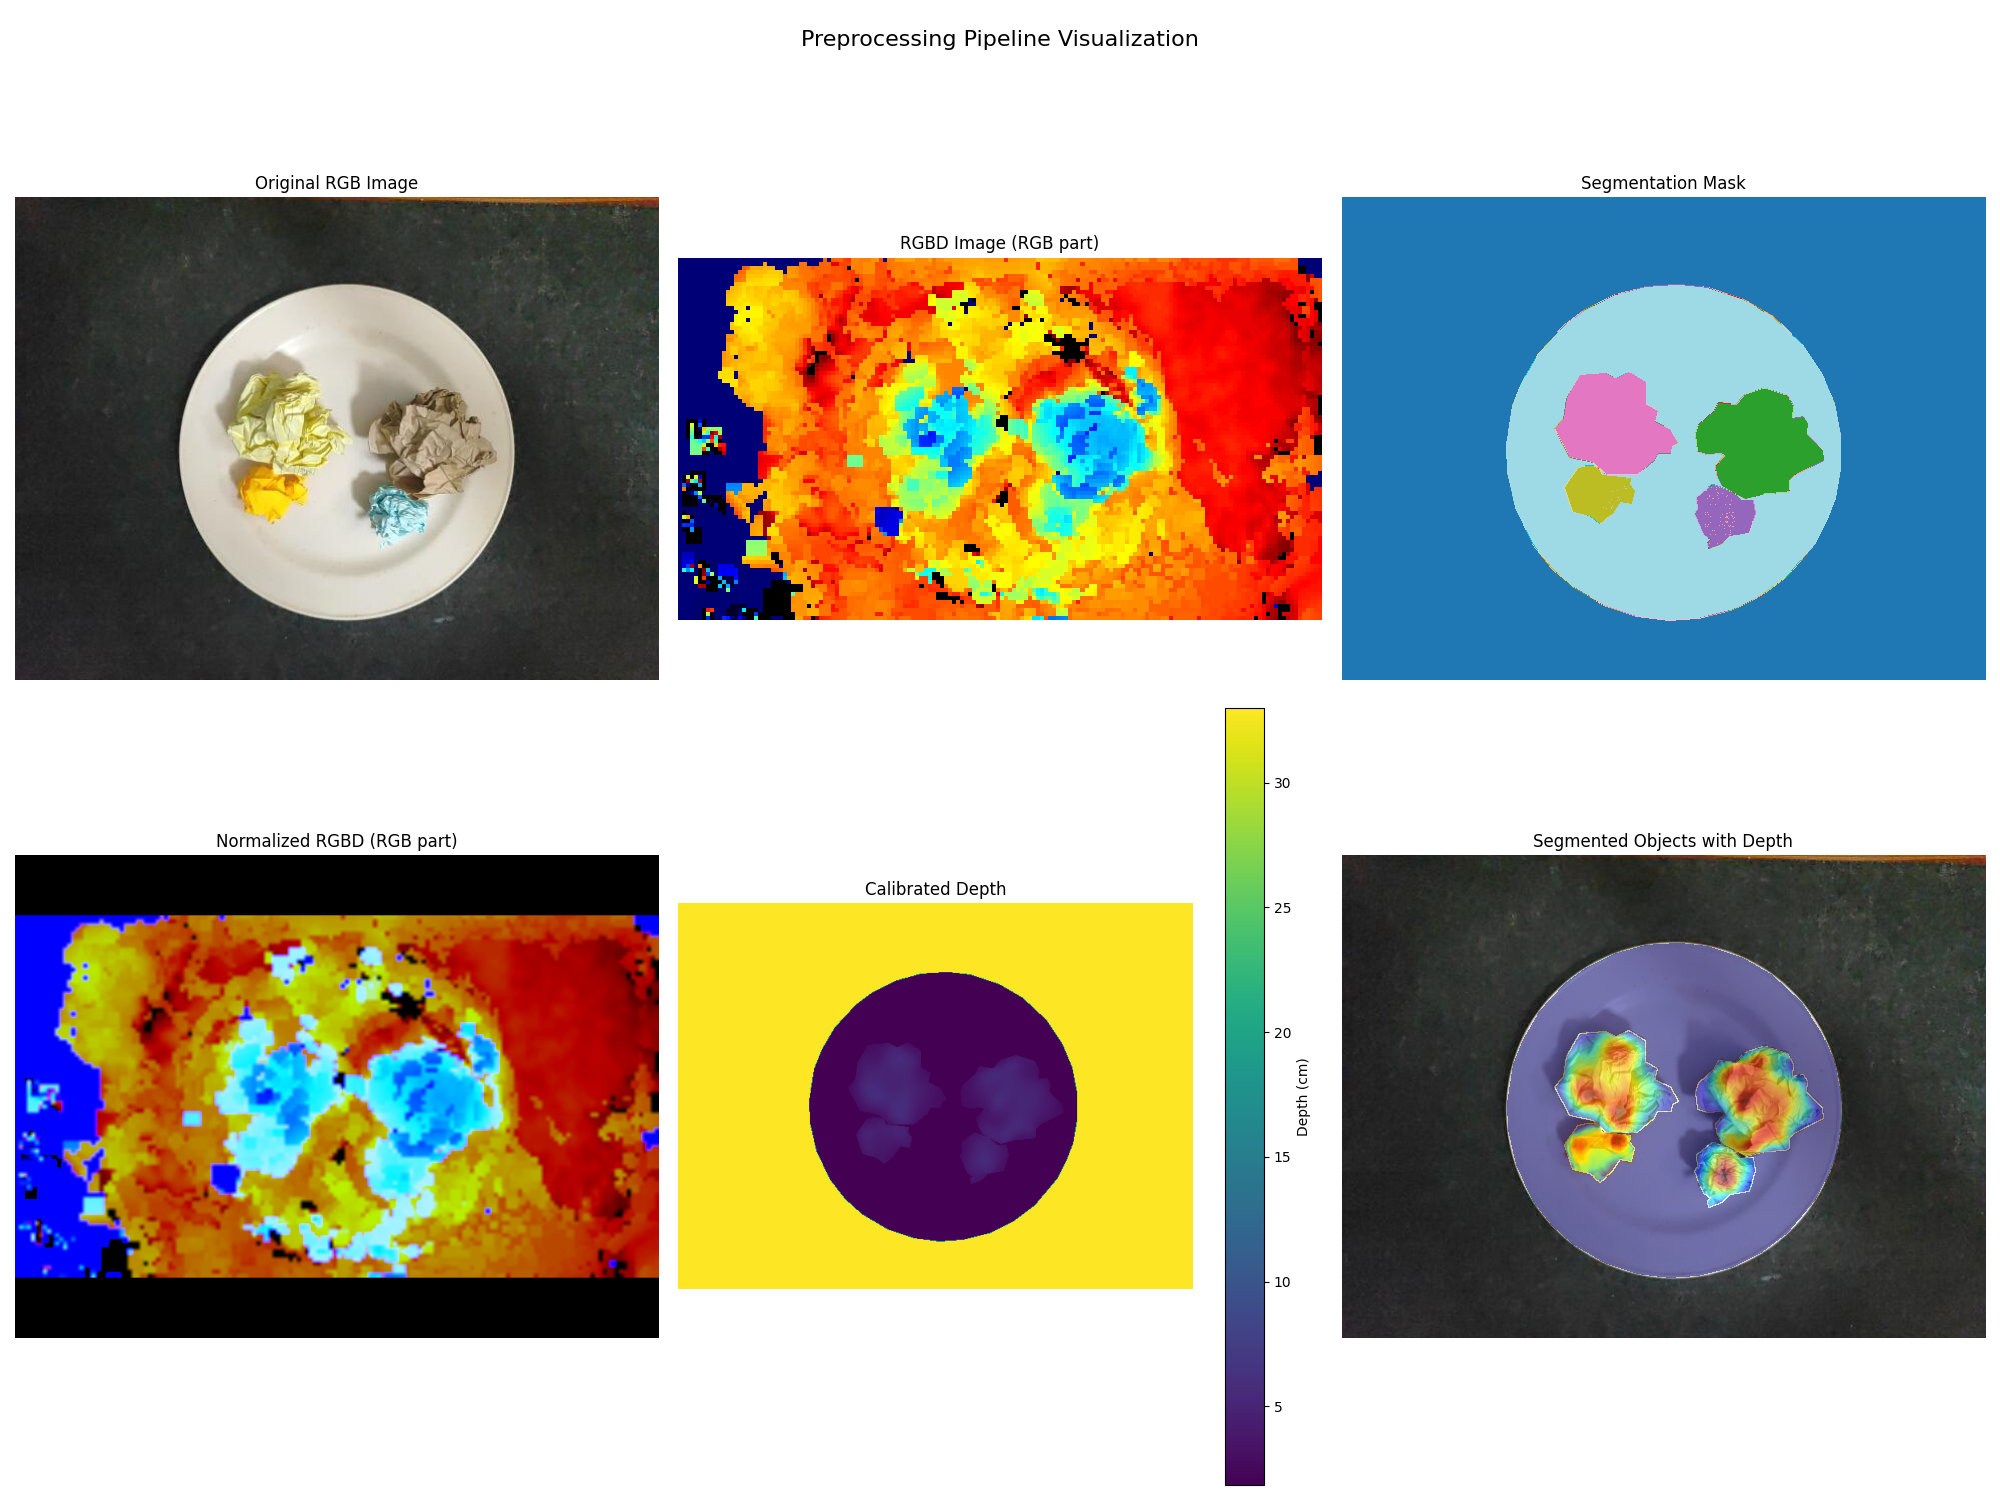 Preprocessing Pipeline Visualization
Original RGB Image
RGBD Image (RGB part)
Segmentation Mask
Normalized RGBD (RGB part)
Calibrated Depth
30
25
20
15
10
5
Depth (cm)
Segmented Objects with Depth